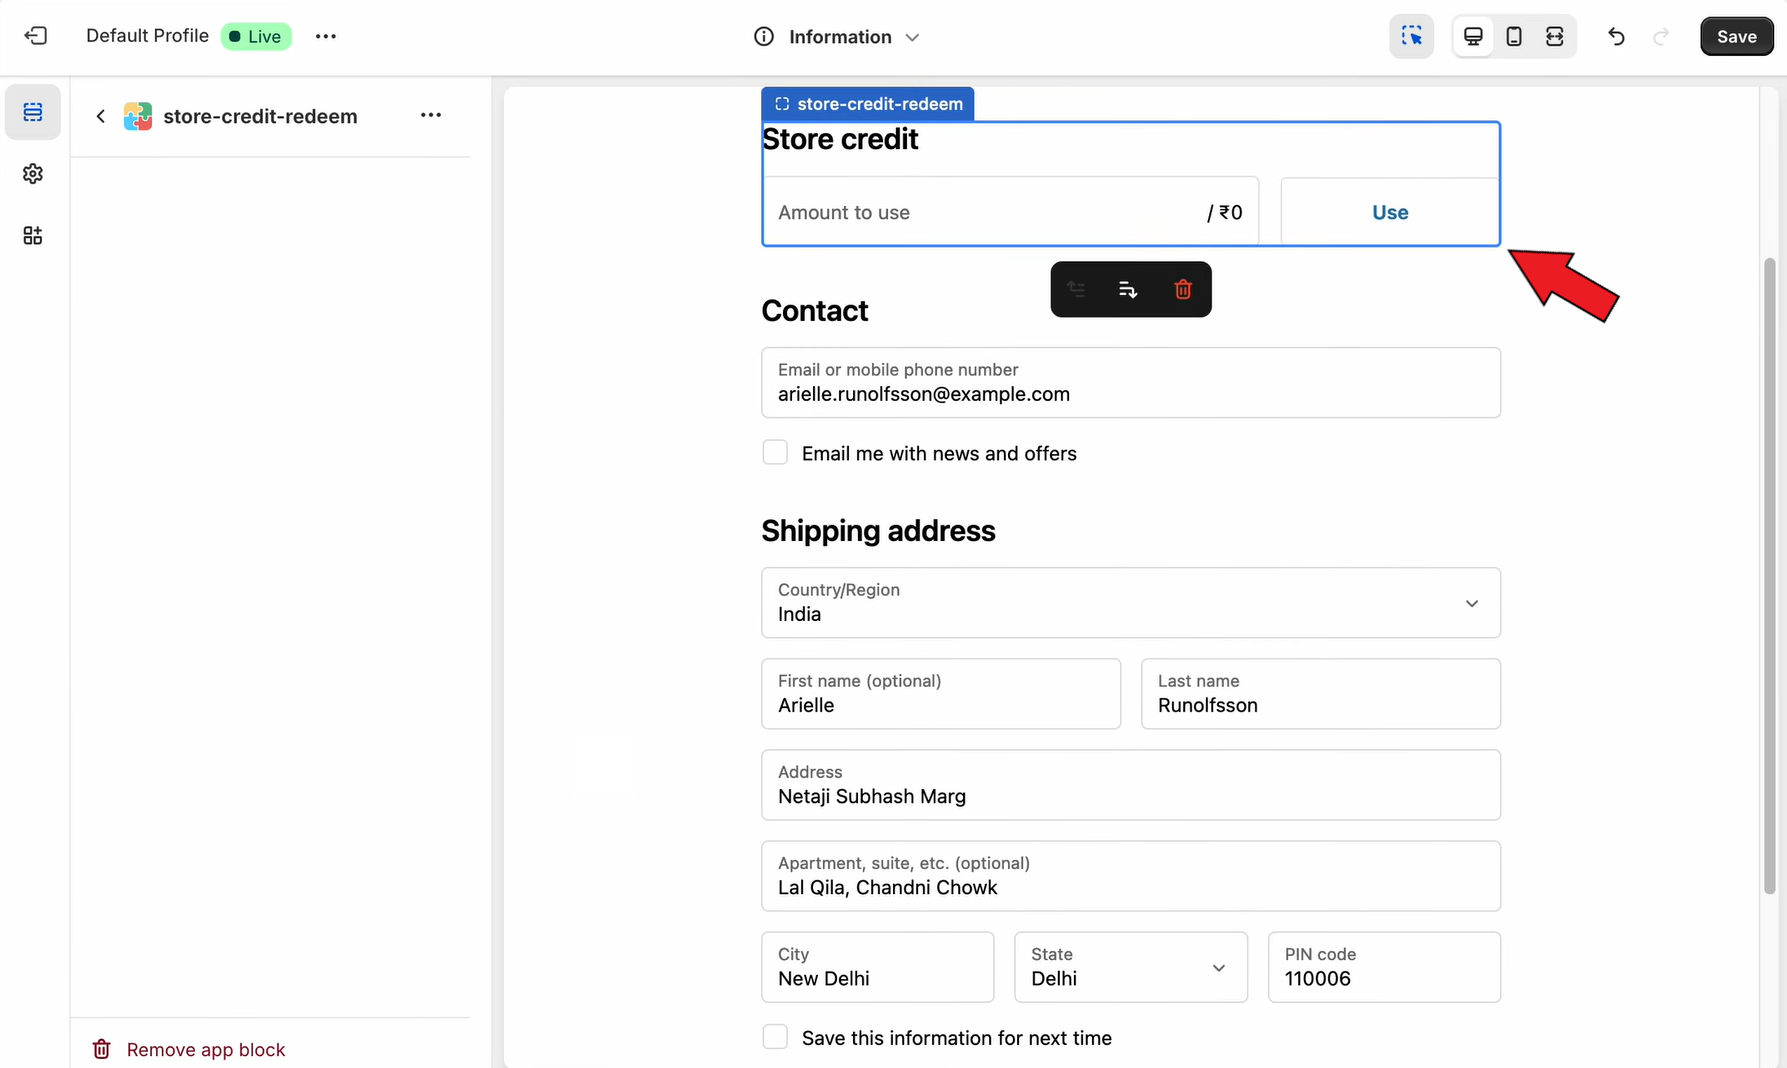 Default Profile
Live
Information
Save
store-credit-redeem
store-credit-redeem
Store credit
Amount to use
/ ₹0
Use
Contact
Email or mobile phone number
arielle.runolfsson@example.com
Email me with news and offers
Shipping address
Country/Region
India
First name (optional)
Arielle
Last name
Runolfsson
Address
Netaji Subhash Marg
Apartment, suite, etc. (optional)
Lal Qila, Chandni Chowk
City
New Delhi
State
Delhi
PIN code
110006
Save this information for next time
Remove app block